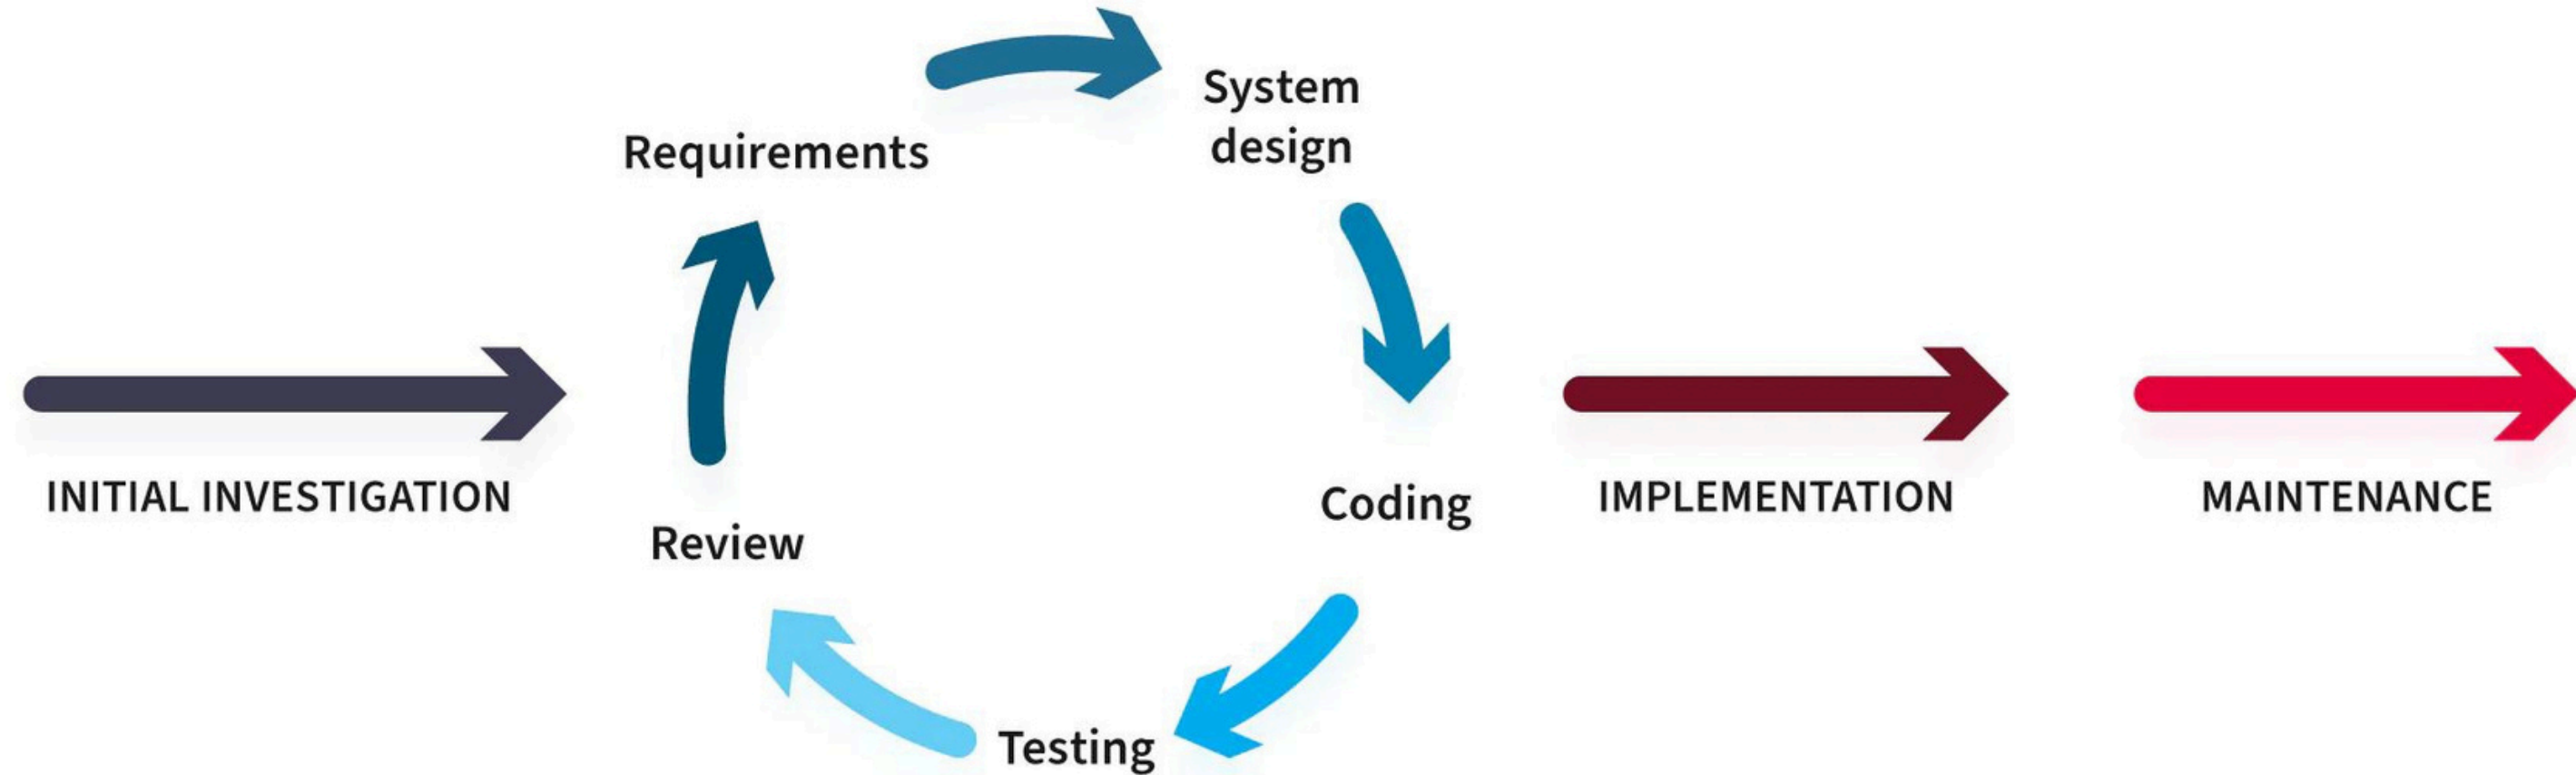 INITIAL INVESTIGATION
Requirements
System
design
Coding
Testing
Review
IMPLEMENTATION
MAINTENANCE